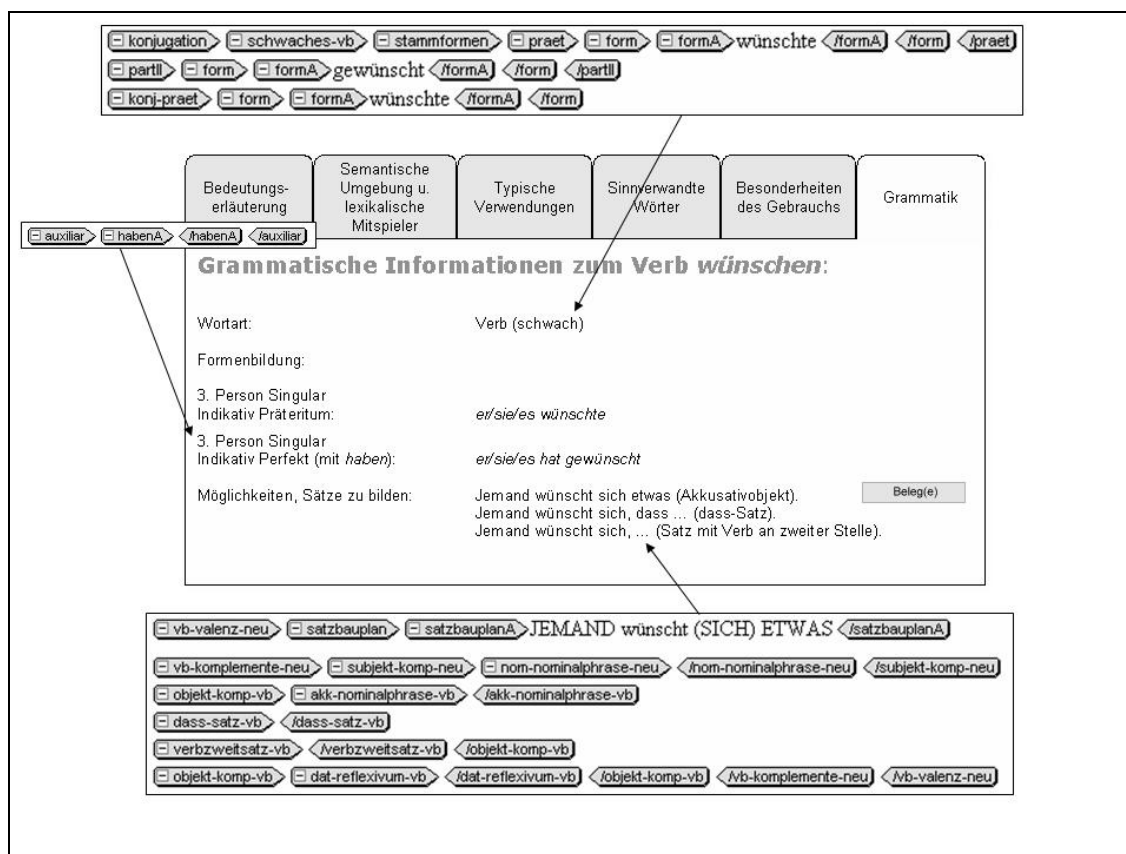 konjugation schwaches-vb stammformen praet form formA wünschte /formA /form /praet
partII form formA gewünscht /formA /form /partII
konj-praet form formA wünschte /formA /form
Bedeutungs-
erläuterung
Semantische
Umgebung u.
lexikalische
Mitspieler
Typische
Verwendungen
Sinnverwandte
Wörter
Besonderheiten
des Gebrauchs
Grammatik
auxiliar habenA /habenA /auxiliar
Grammatische Informationen zum Verb wünschen:
Wortart: Verb (schwach)
Formenbildung:
3. Person Singular
Indikativ Präteritum: er/sie/es wünschte
3. Person Singular
Indikativ Perfekt (mit haben): er/sie/es hat gewünscht
Möglichkeiten, Sätze zu bilden: Jemand wünscht sich etwas (Akkusativobjekt). Beleg(e)
Jemand wünscht sich, dass ... (dass-Satz).
Jemand wünscht sich, ... (Satz mit Verb an zweiter Stelle).
vb-valenz-neu satzbauplan satzbauplanA JEMAND wünscht (SICH) ETWAS /satzbauplanA
vb-komplemente-neu subjekt-komp-neu nom-nominalphrase-neu /nom-nominalphrase-neu /subjekt-komp-neu
objekt-komp-vb akk-nominalphrase-vb /akk-nominalphrase-vb
dass-satz-vb /dass-satz-vb
verbzweitsatz-vb /verbzweitsatz-vb /objekt-komp-vb
objekt-komp-vb dat-reflexivum-vb /dat-reflexivum-vb /objekt-komp-vb /vb-komplemente-neu /vb-valenz-neu